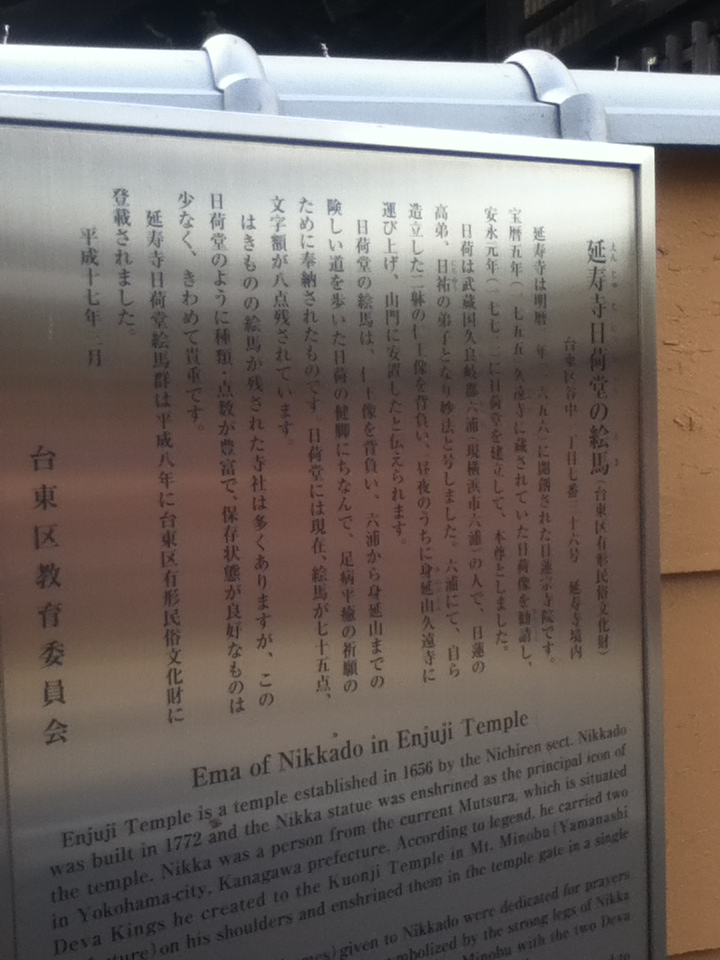 延寿寺日荷堂の絵馬（台東区有形民俗文化財）
台東区谷中一丁目七番三十六号　延寿寺境内
延寿寺は明暦二年（一六五六）に開創された日蓮宗寺院です。
宝暦五年（一七五五）久遠寺に蔵されていた日荷像を勧請し、
安永元年（一七七二）に日荷堂を建立して、本尊としました。
日荷は武蔵国久良岐郡六浦（現横浜市六浦）の人で、日蓮の
高弟、日祐の弟子となり妙法と号しました。六浦にて、自ら
造立した二躰の仁王像を背負い、昼夜のうちに身延山久遠寺に
運び上げ、山門に安置したと伝えられます。
日荷堂の絵馬は、仁王像を背負い、六浦から身延山までの
険しい道を歩いた日荷の健脚にちなんで、足病平癒の祈願の
ために奉納されたものです。日荷堂には現在、絵馬が七十五点、
文字額が八点残されています。
はきものの絵馬が残された寺社は多くありますが、この
日荷堂のように種類・点数が豊富で、保存状態が良好なものは
少なく、きわめて貴重です。
延寿寺日荷堂絵馬群は平成八年に台東区有形民俗文化財に
登載されました。
平成十七年三月
台東区教育委員会
Ema of Nikkado in Enjuji Temple
Enjuji Temple is a temple established in 1656 by the Nichiren sect. Nikkado
was built in 1772 and the Nikka statue was enshrined as the principal icon of
the temple. Nikka was a person from the current Mutsura, which is situated
in Yokohama-city, Kanagawa prefecture. According to legend, he carried two
Deva Kings he created to the Kuonji Temple in Mt. Minobu (Yamanashi
on his shoulders and enshrined them in the temple gate in a single
given to Nikkado were dedicated for prayers
symbolized by the strong legs of Nikka
Minobu with the two Deva